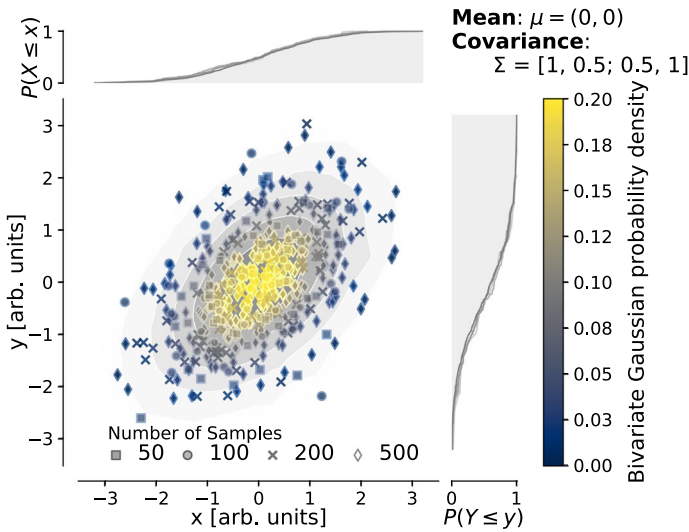 P(X ≤ x)
1
0
Mean: μ = (0, 0)
Covariance:
Σ = [1, 0.5; 0.5, 1]
y [arb. units]
3
2
1
0
−1
−2
−3
Number of Samples
50 100 200 500
−3 −2 −1 0 1 2 3
x [arb. units]
0 1
P(Y ≤ y)
0.20
0.18
0.15
0.13
0.10
0.08
0.05
0.03
0.00
Bivariate Gaussian probability density